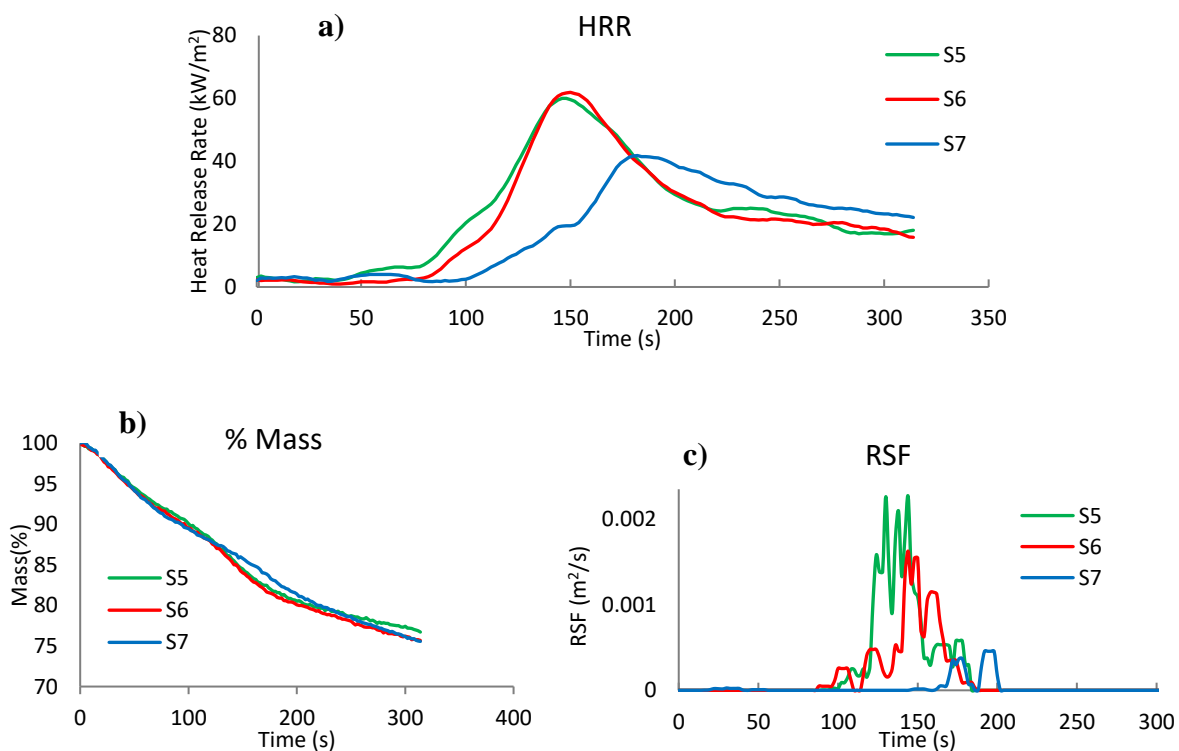 a)
HRR
Heat Release Rate (kW/m²)
80
60
40
20
0
0 50 100 150 200 250 300 350
Time (s)
S5
S6
S7
b)
% Mass
Mass(%)
100
95
90
85
80
75
70
0 100 200 300 400
Time (s)
S5
S6
S7
c)
RSF
RSF (m²/s)
0.002
0.001
0
0 50 100 150 200 250 300
Time (s)
S5
S6
S7